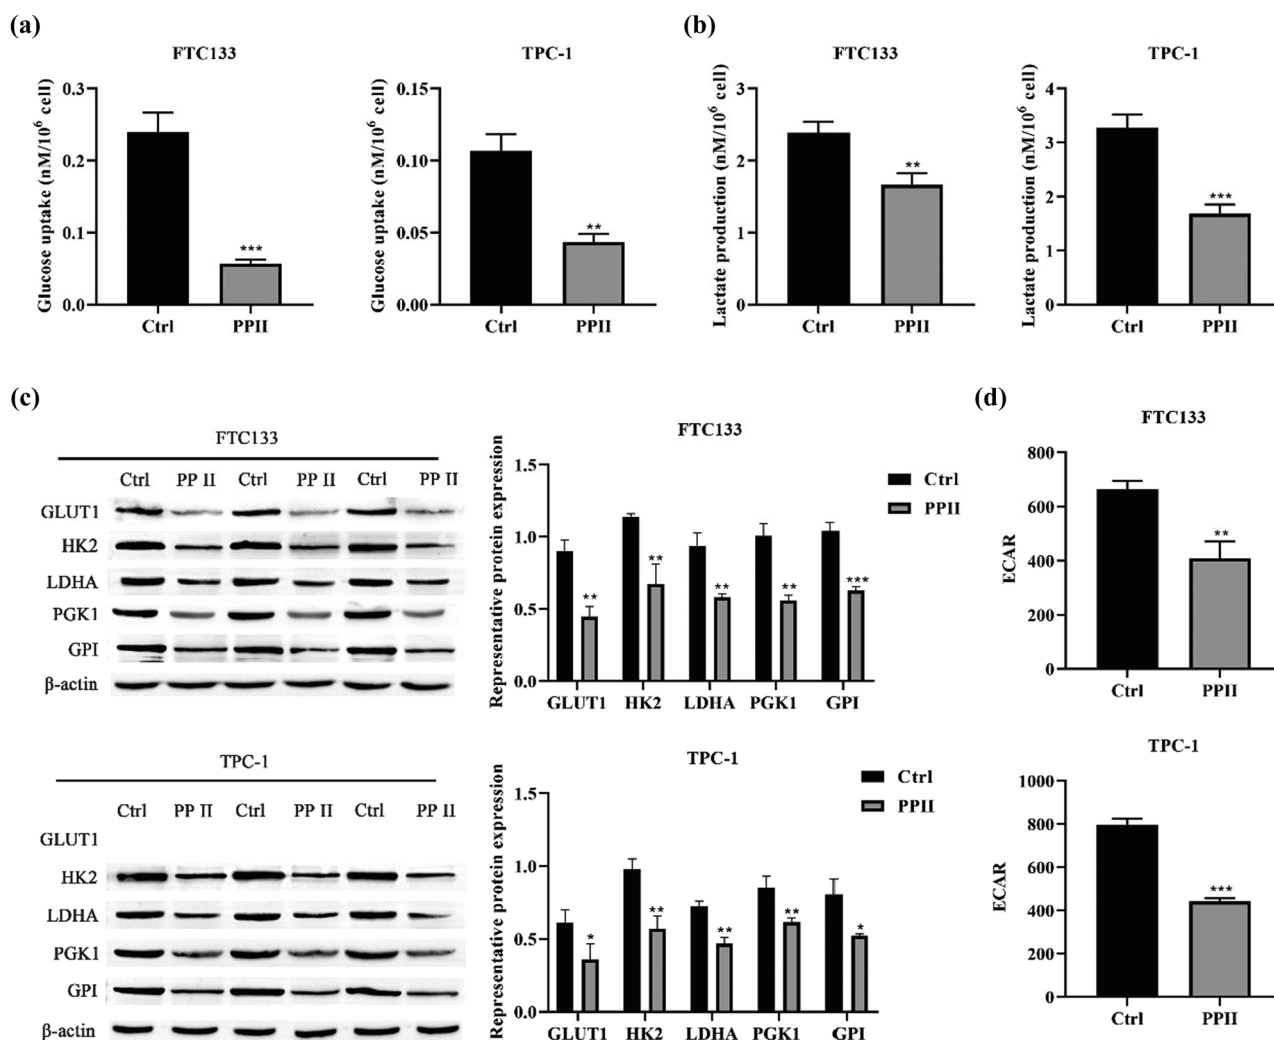 (a)
FTC133
Glucose uptake (nM/10⁶ cell)
0.3
0.2
0.1
0.0
***
Ctrl PPII
TPC-1
Glucose uptake (nM/10⁶ cell)
0.15
0.10
0.05
0.00
**
Ctrl PPII
(b)
FTC133
Lactate production (nM/10⁶ cell)
3
2
1
0
**
Ctrl PPII
TPC-1
Lactate production (nM/10⁶ cell)
4
3
2
1
0
***
Ctrl PPII
(c)
FTC133
Ctrl PP II Ctrl PP II Ctrl PP II
GLUT1
HK2
LDHA
PGK1
GPI
β-actin
FTC133
Representative protein expression
1.5
1.0
0.5
0.0
** ** ** ** ***
GLUT1 HK2 LDHA PGK1 GPI
Ctrl
PPII
TPC-1
Ctrl PP II Ctrl PP II Ctrl PP II
GLUT1
HK2
LDHA
PGK1
GPI
β-actin
TPC-1
Representative protein expression
1.5
1.0
0.5
0.0
* ** ** ** *
GLUT1 HK2 LDHA PGK1 GPI
Ctrl
PPII
(d)
FTC133
ECAR
800
600
400
200
0
**
Ctrl PPII
TPC-1
ECAR
1000
800
600
400
200
0
***
Ctrl PPII